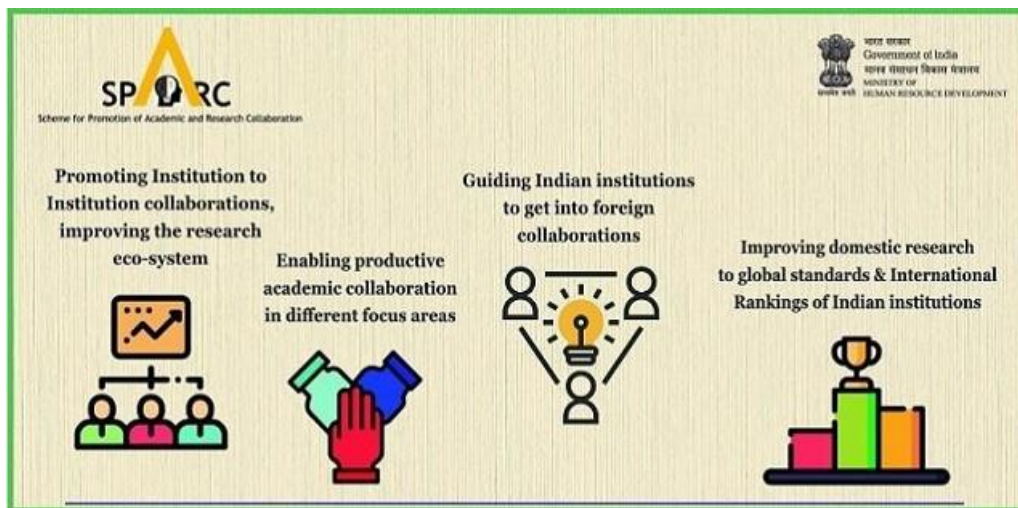 SPARC
Scheme for Promotion of Academic and Research Collaboration
भारत सरकार
Government of India
मानव संसाधन विकास मंत्रालय
MINISTRY OF
HUMAN RESOURCE DEVELOPMENT
सत्यमेव जयते
Promoting Institution to
Institution collaborations,
improving the research
eco-system
Enabling productive
academic collaboration
in different focus areas
Guiding Indian institutions
to get into foreign
collaborations
Improving domestic research
to global standards & International
Rankings of Indian institutions